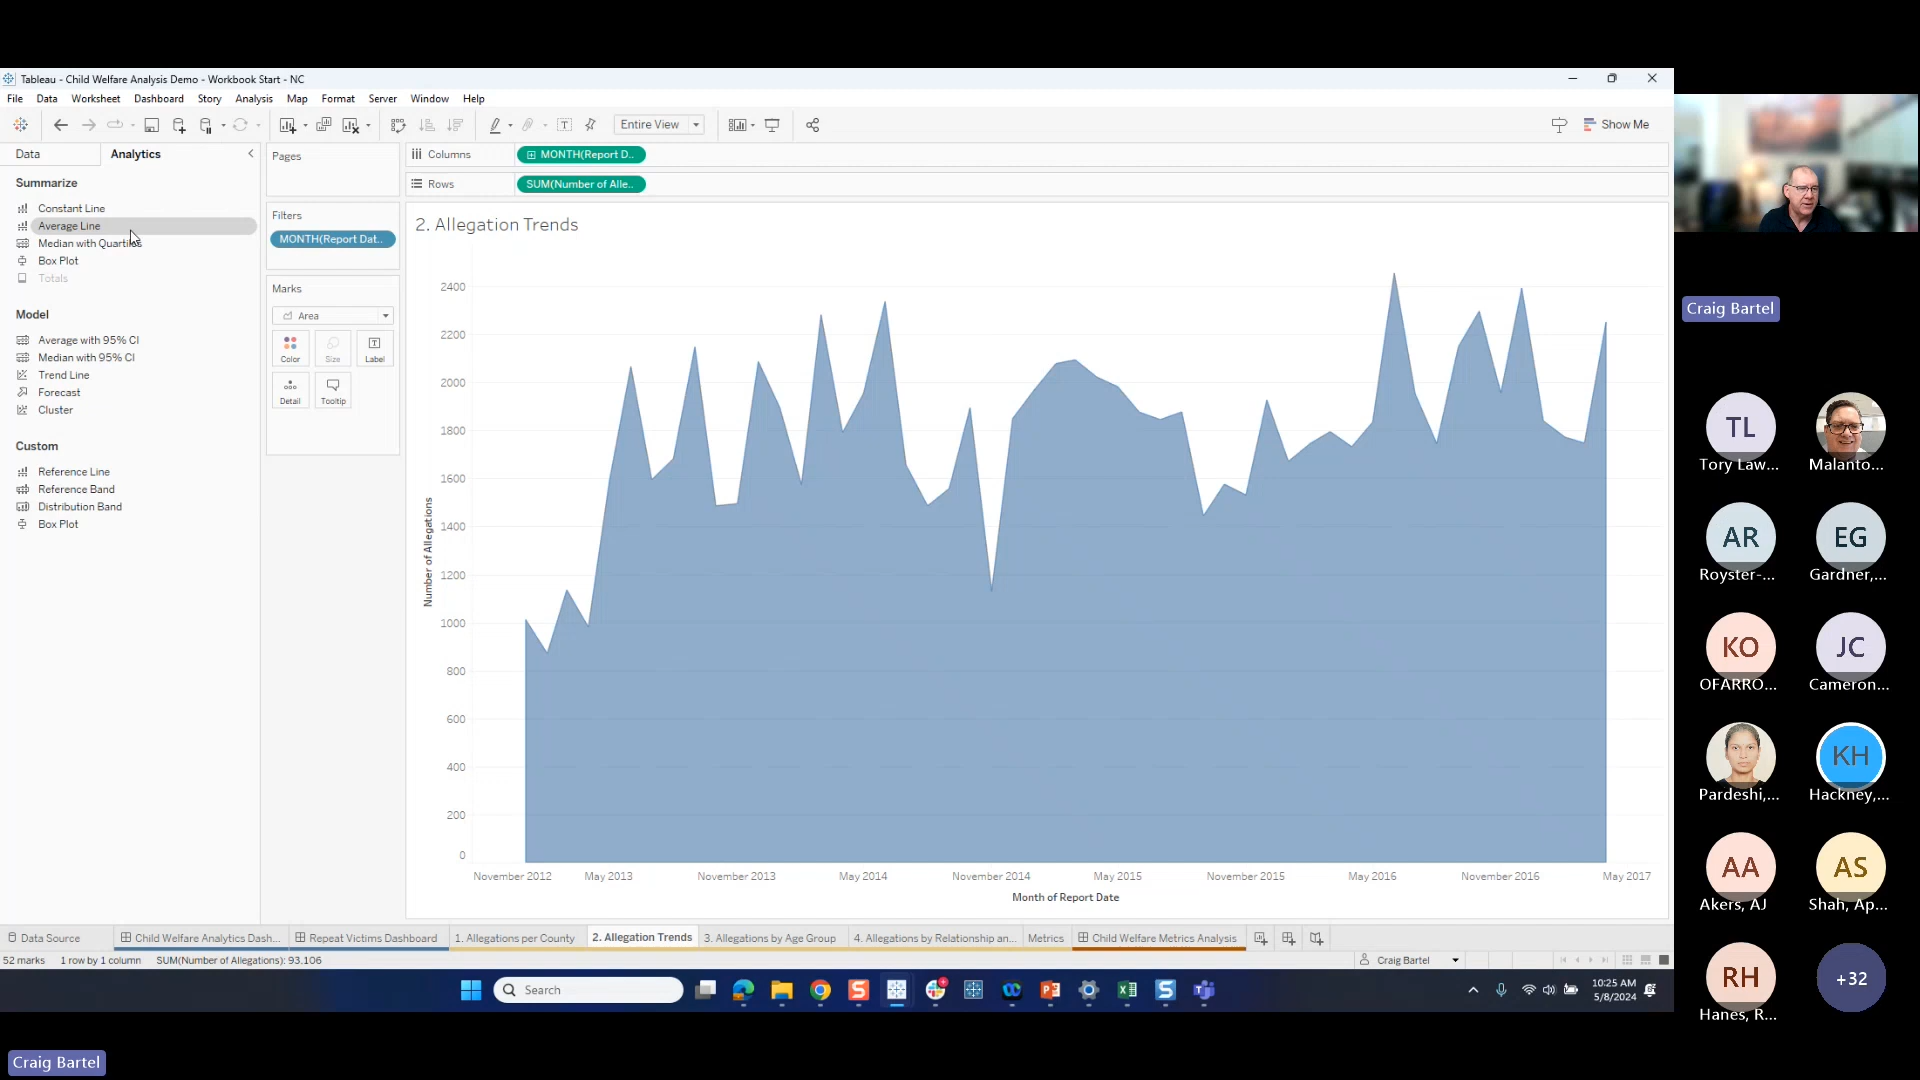 Tableau - Child Welfare Analysis Demo - Workbook Start - NC
File Data Worksheet Dashboard Story Analysis Map Format Server Window Help
Entire View
Show Me
Data Analytics
Summarize
Constant Line
Average Line
Median with Quartiles
Box Plot
Totals
Model
Average with 95% CI
Median with 95% CI
Trend Line
Forecast
Cluster
Custom
Reference Line
Reference Band
Distribution Band
Box Plot
Pages
Filters
MONTH(Report Dat..
Marks
Area
Color Size Label
Detail Tooltip
Columns MONTH(Report D..
Rows SUM(Number of Alle..
2. Allegation Trends
2400
2200
2000
1800
1600
1400
1200
1000
800
600
400
200
0
Number of Allegations
November 2012 May 2013 November 2013 May 2014 November 2014 May 2015 November 2015 May 2016 November 2016 May 2017
Month of Report Date
Data Source Child Welfare Analytics Dash... Repeat Victims Dashboard 1. Allegations per County 2. Allegation Trends 3. Allegations by Age Group 4. Allegations by Relationship an... Metrics Child Welfare Metrics Analysis
52 marks 1 row by 1 column SUM(Number of Allegations): 93,106 Craig Bartel
Search
10:25 AM
5/8/2024
Craig Bartel
Craig Bartel
TL
Tory Law...
Malanto...
AR
Royster-...
EG
Gardner,...
KO
OFARRO...
JC
Cameron...
Pardeshi,...
KH
Hackney,...
AA
Akers, AJ
AS
Shah, Ap...
RH
Hanes, R...
+32